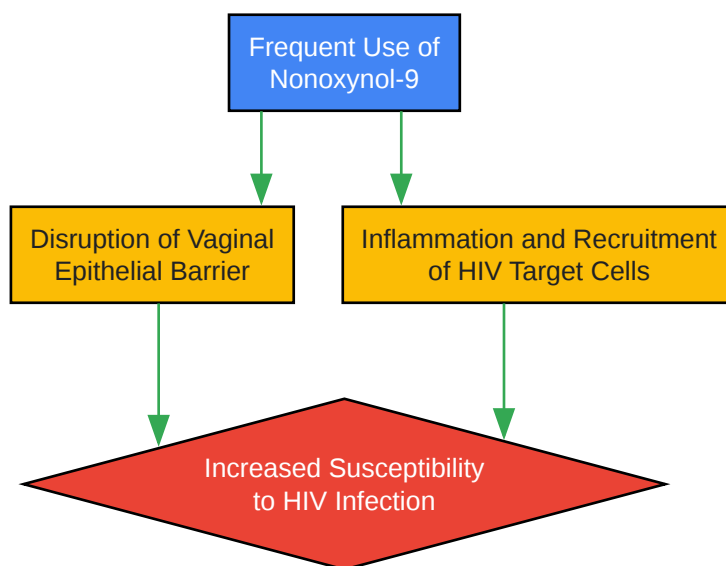 Frequent Use of
Nonoxynol-9
Disruption of Vaginal
Epithelial Barrier
Inflammation and Recruitment
of HIV Target Cells
Increased Susceptibility
to HIV Infection